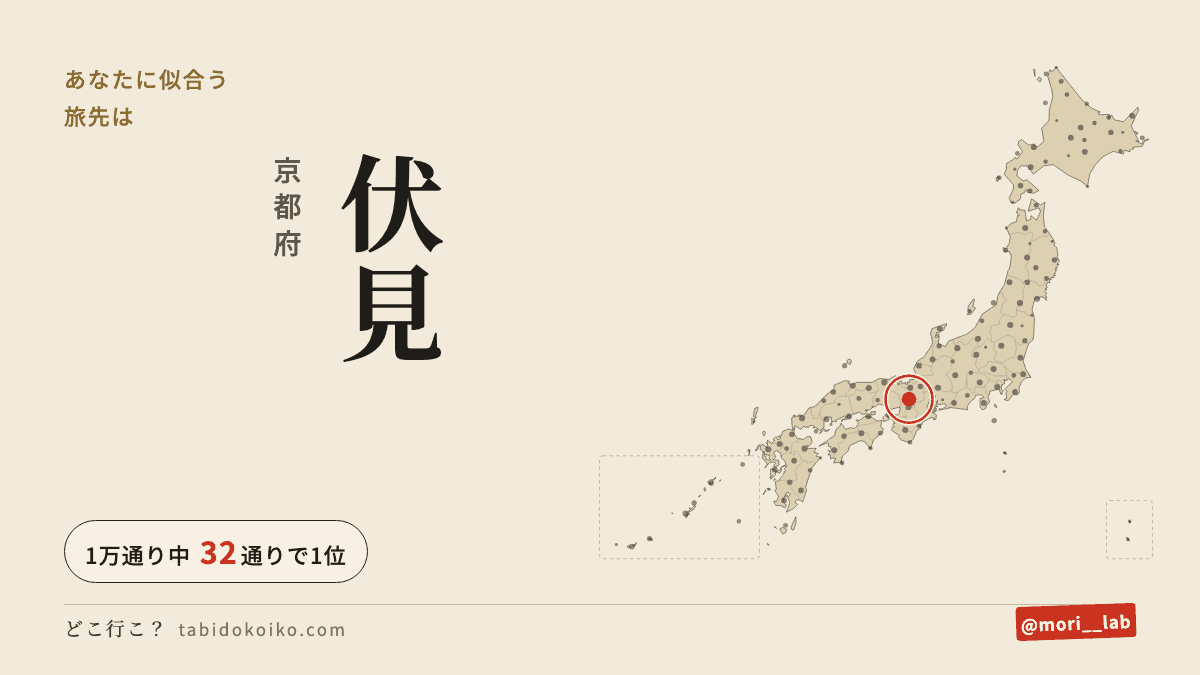 あなたに似合う
旅先は
京都府
伏見
1万通り中 32通りで1位
どこ行こ？ tabidokoiko.com
@mori__lab